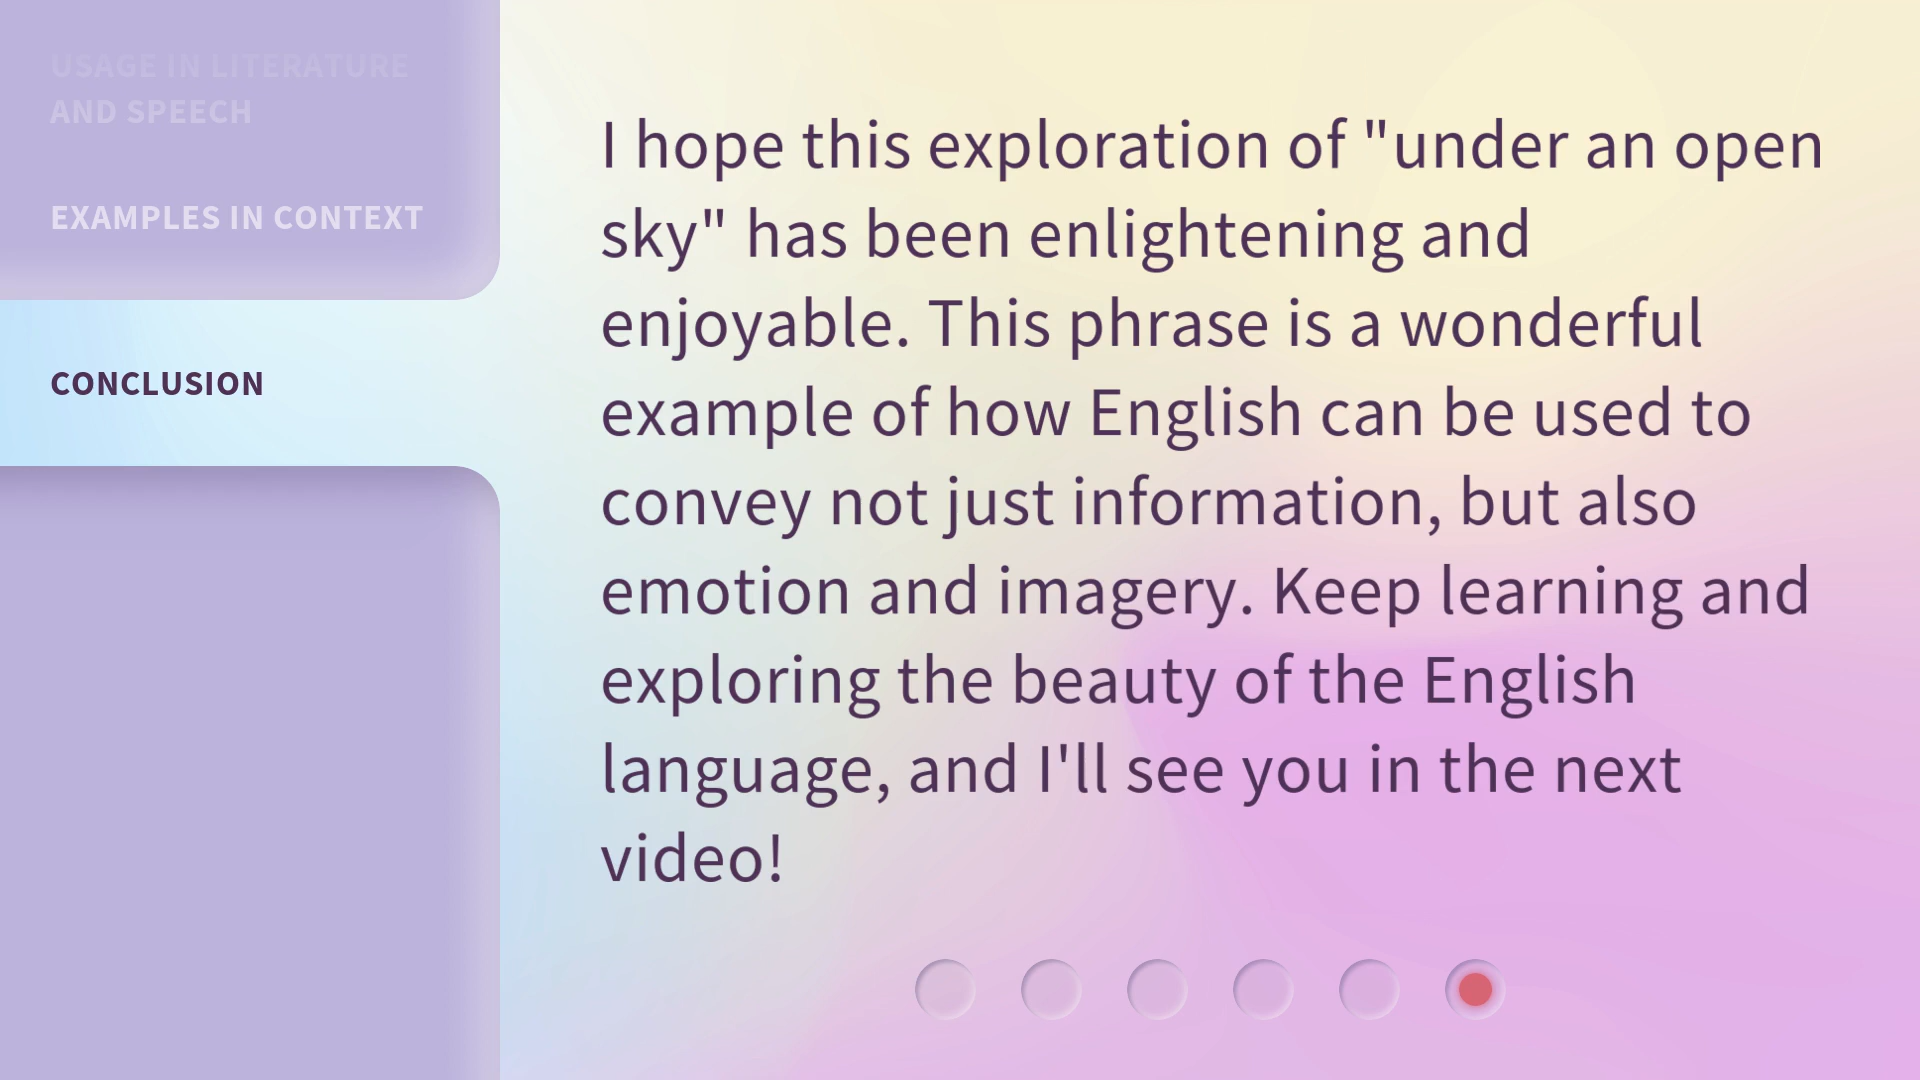 USAGE IN LITERATURE
AND SPEECH
EXAMPLES IN CONTEXT
CONCLUSION
I hope this exploration of "under an open
sky" has been enlightening and
enjoyable. This phrase is a wonderful
example of how English can be used to
convey not just information, but also
emotion and imagery. Keep learning and
exploring the beauty of the English
language, and I'll see you in the next
video!